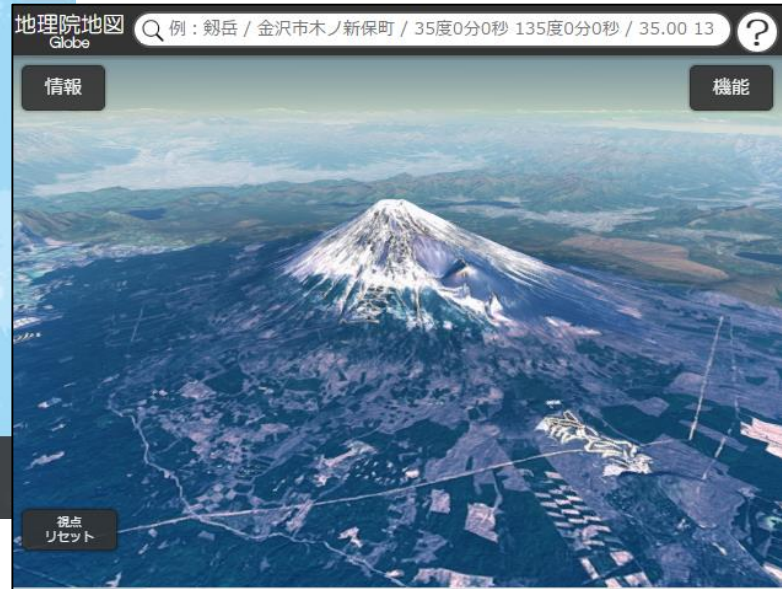 地理院地図
Globe
例：剱岳 / 金沢市木ノ新保町 / 35度0分0秒 135度0分0秒 / 35.00 13
?
情報
機能
視点
リセット